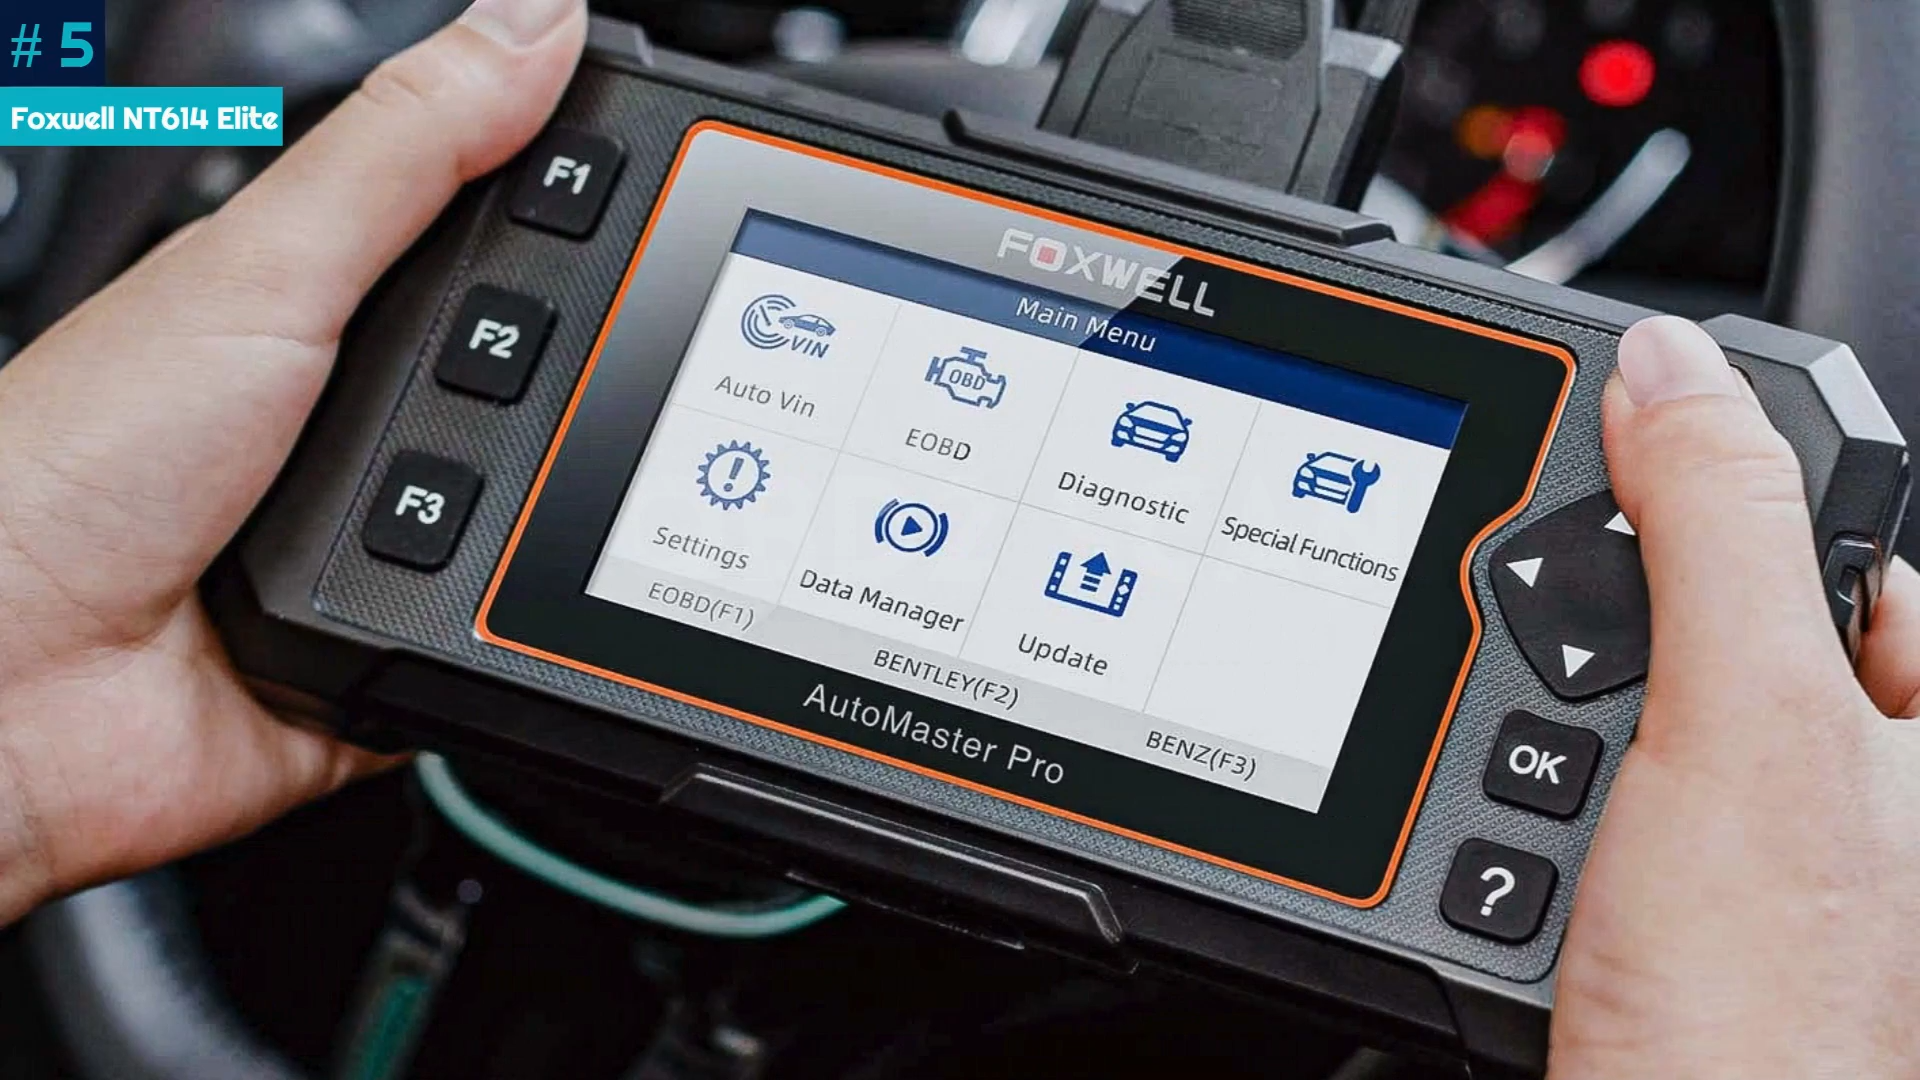 # 5
Foxwell NT614 Elite
F1
F2
F3
FOXWELL
Main Menu
VIN
Auto Vin
OBD
EOBD
Diagnostic
Special Functions
Settings
Data Manager
Update
EOBD(F1)
BENTLEY(F2)
BENZ(F3)
AutoMaster Pro
OK
?